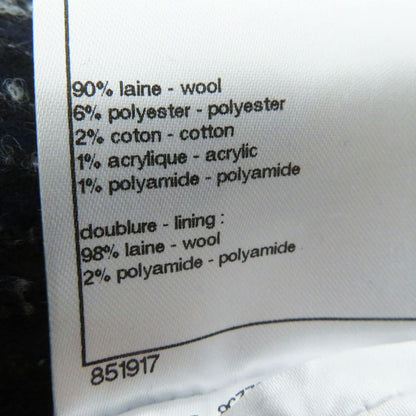 90% laine - wool
6% polyester - polyester
2% coton - cotton
1% acrylique - acrylic
1% polyamide - polyamide
doublure - lining :
98% laine - wool
2% polyamide - polyamide
851917